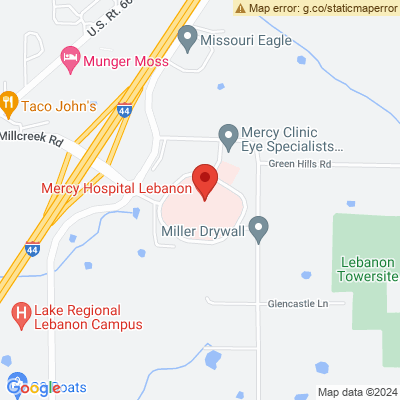 Map error: g.co/staticmaperror
U.S. Rt. 66
Missouri Eagle
Munger Moss
Taco John's
44
Millcreek Rd
Mercy Clinic
Eye Specialists...
Green Hills Rd
Mercy Hospital Lebanon
Miller Drywall
44
Lebanon
Towersite
Glencastle Ln
H
Lake Regional
Lebanon Campus
Google
Boats
Map data ©2024